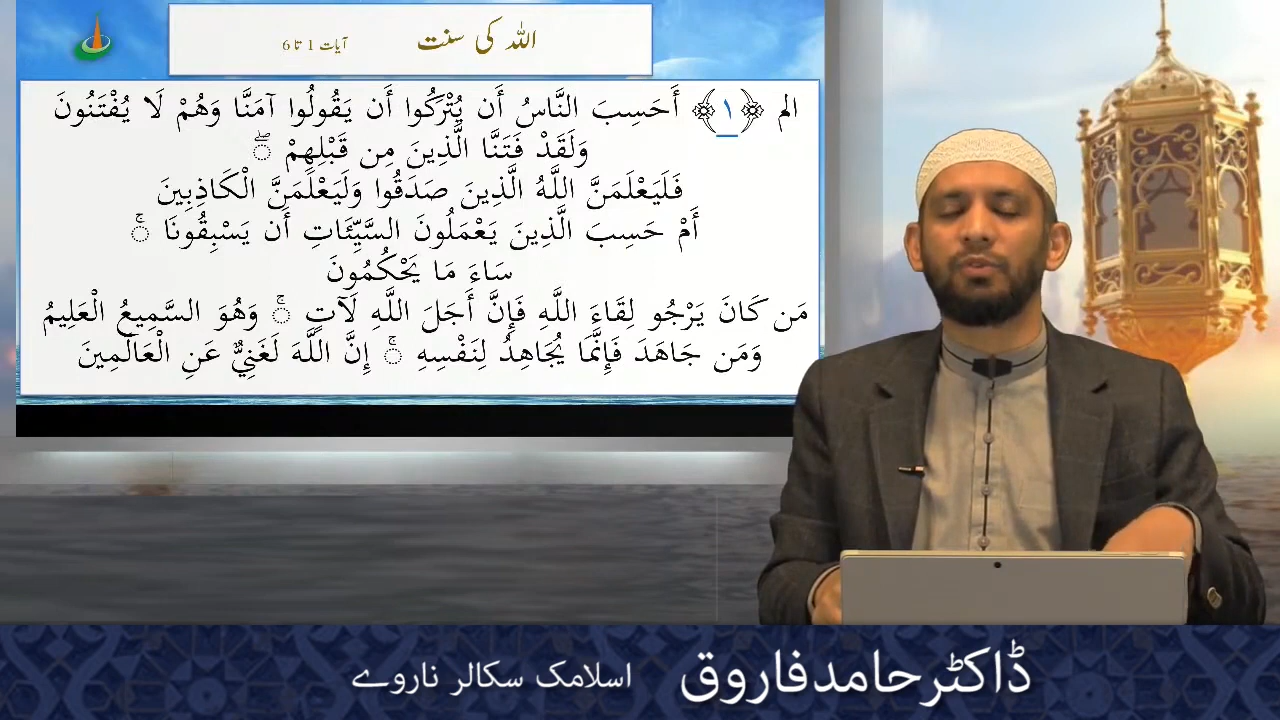 اللہ کی سنت آیات 1 تا 6
الم ﴿١﴾ أَحَسِبَ النَّاسُ أَن يُتْرَكُوا أَن يَقُولُوا آمَنَّا وَهُمْ لَا يُفْتَنُونَ
وَلَقَدْ فَتَنَّا الَّذِينَ مِن قَبْلِهِمْ ۖ
فَلَيَعْلَمَنَّ اللَّهُ الَّذِينَ صَدَقُوا وَلَيَعْلَمَنَّ الْكَاذِبِينَ
أَمْ حَسِبَ الَّذِينَ يَعْمَلُونَ السَّيِّئَاتِ أَن يَسْبِقُونَا ۚ
سَاءَ مَا يَحْكُمُونَ
مَن كَانَ يَرْجُو لِقَاءَ اللَّهِ فَإِنَّ أَجَلَ اللَّهِ لَآتٍ ۚ وَهُوَ السَّمِيعُ الْعَلِيمُ
وَمَن جَاهَدَ فَإِنَّمَا يُجَاهِدُ لِنَفْسِهِ ۚ إِنَّ اللَّهَ لَغَنِيٌّ عَنِ الْعَالَمِينَ
ڈاکٹر حامد فاروق اسلامک سکالر ناروے